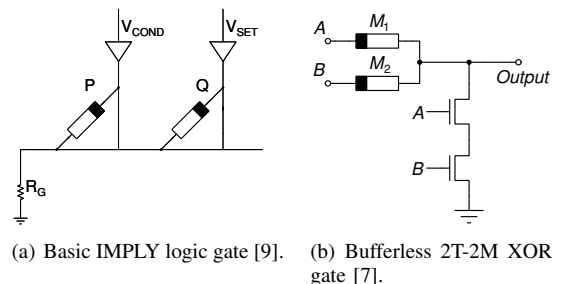 V_COND
V_SET
P
Q
R_G
(a) Basic IMPLY logic gate [9].
A
M_1
B
M_2
Output
A
B
(b) Bufferless 2T-2M XOR
gate [7].